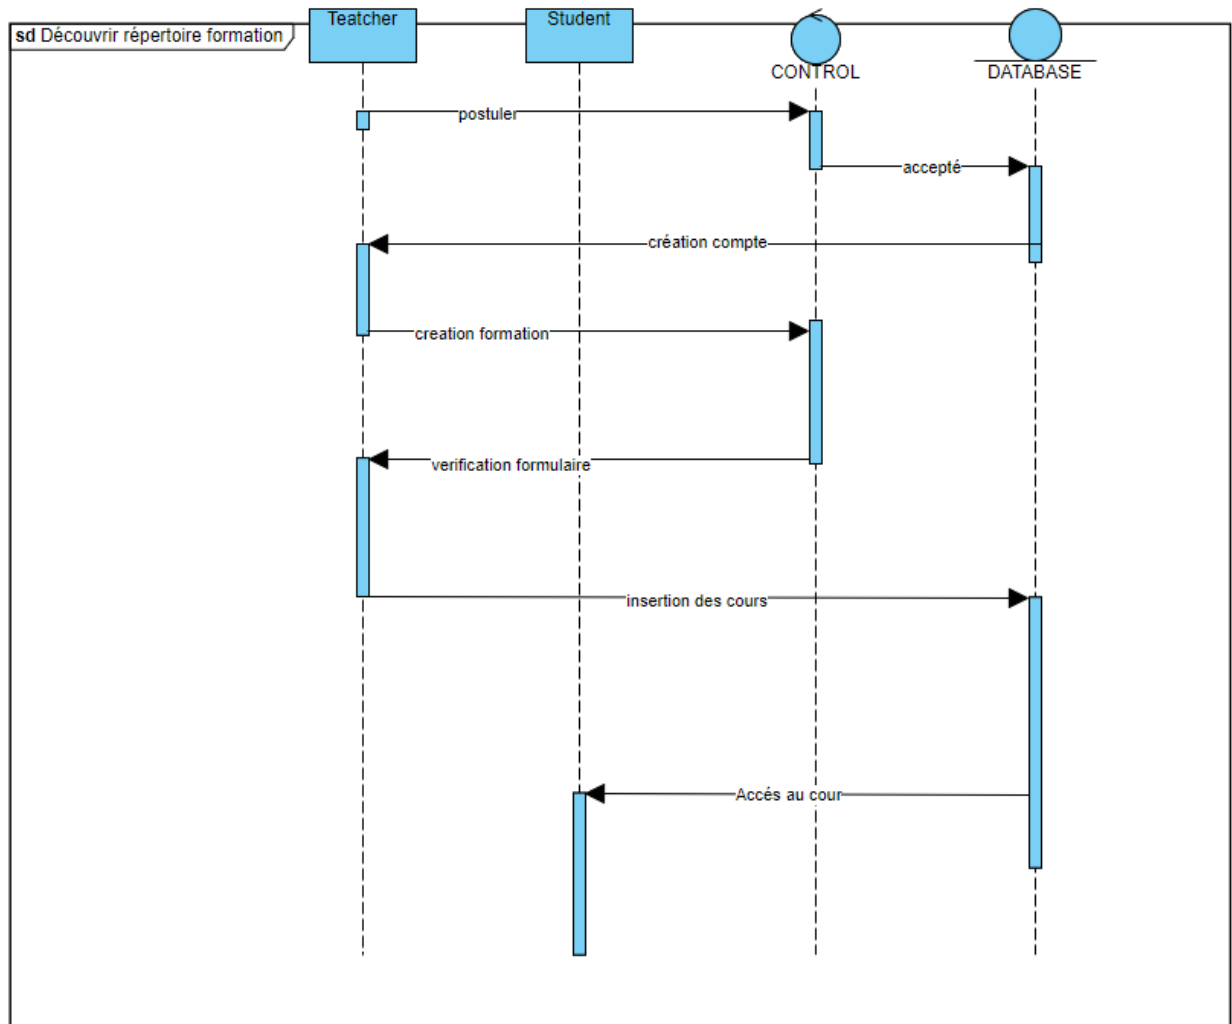 Teatcher
Student
sd Découvrir répertoire formation
CONTROL
DATABASE
postuler
accepté
création compte
creation formation
verification formulaire
insertion des cours
Accés au cour